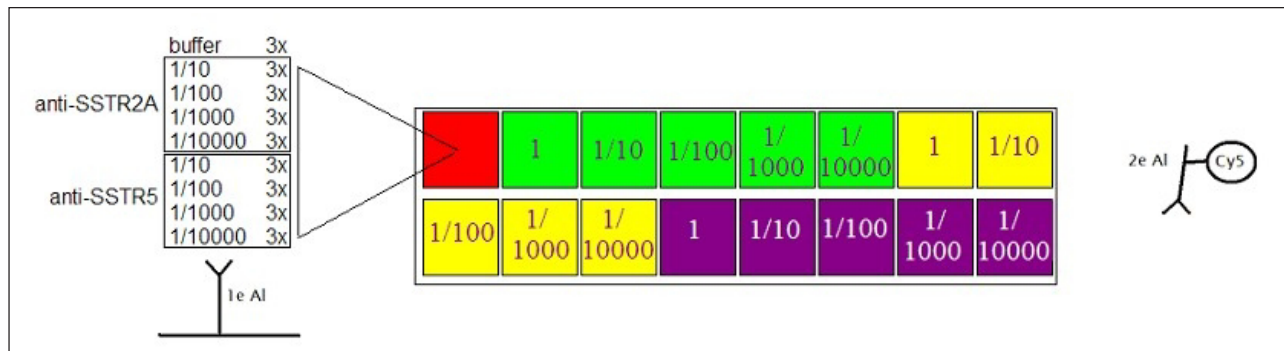 buffer 3x
anti-SSTR2A
1/10 3x
1/100 3x
1/1000 3x
1/10000 3x
anti-SSTR5
1/10 3x
1/100 3x
1/1000 3x
1/10000 3x
1e Al
1
1/10
1/100
1/
1000
1/
10000
1
1/10
1/100
1/
1000
1/
10000
1
1/10
1/100
1/
1000
1/
10000
2e Al
Cy5